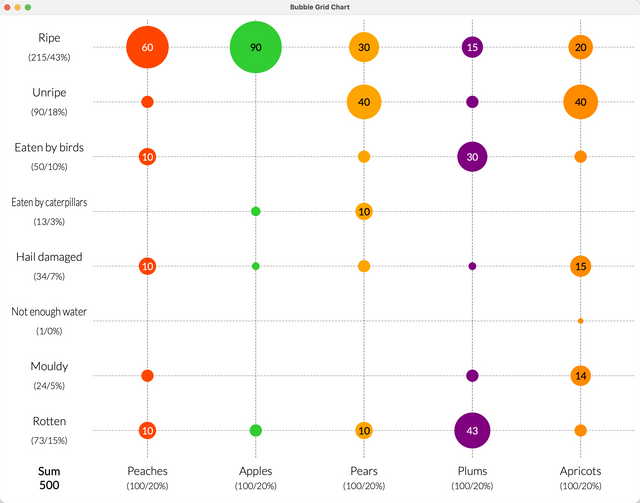 Bubble Grid Chart
Ripe
(215/43%)
60 90 30 15 20
Unripe
(90/18%)
40 40
Eaten by birds
(50/10%)
10 30
Eaten by caterpillars
(13/3%)
10
Hail damaged
(34/7%)
10 15
Not enough water
(1/0%)
Mouldy
(24/5%)
14
Rotten
(73/15%)
10 10 43
Sum
500
Peaches Apples Pears Plums Apricots
(100/20%) (100/20%) (100/20%) (100/20%) (100/20%)